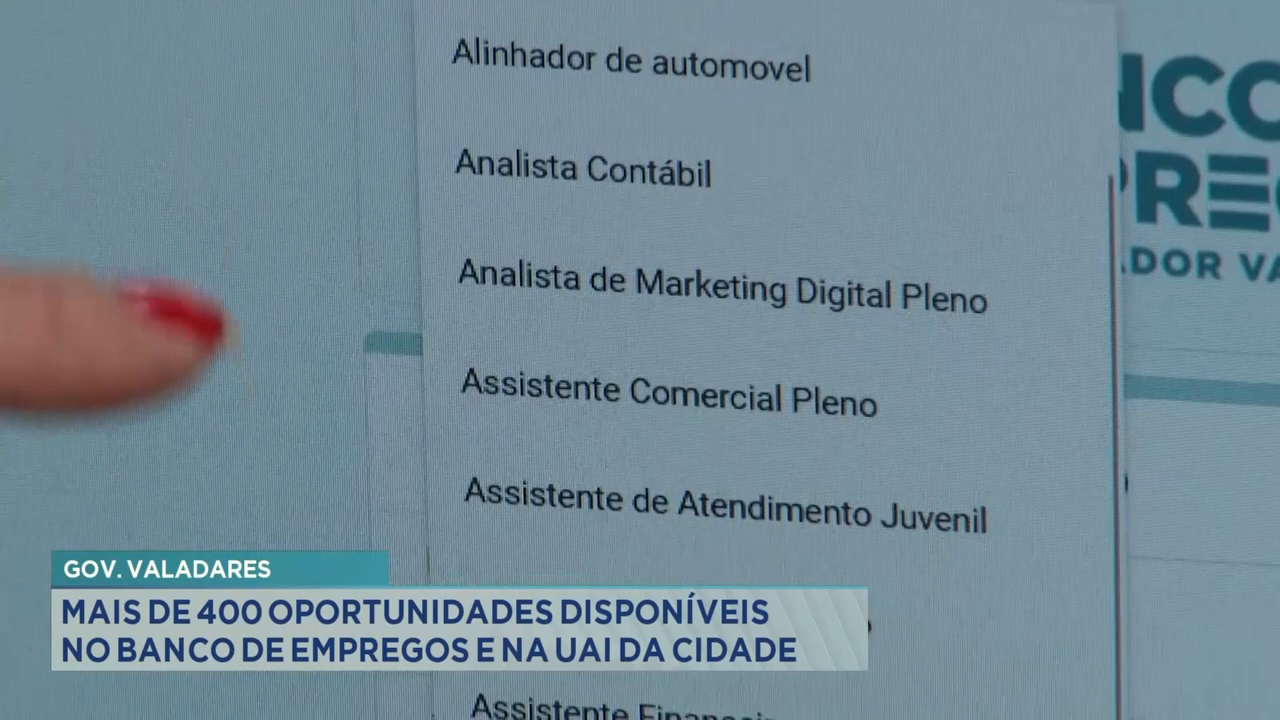 Alinhador de automovel
Analista Contábil
Analista de Marketing Digital Pleno
Assistente Comercial Pleno
Assistente de Atendimento Juvenil
Assistente
GOV. VALADARES
MAIS DE 400 OPORTUNIDADES DISPONÍVEIS
NO BANCO DE EMPREGOS E NA UAI DA CIDADE